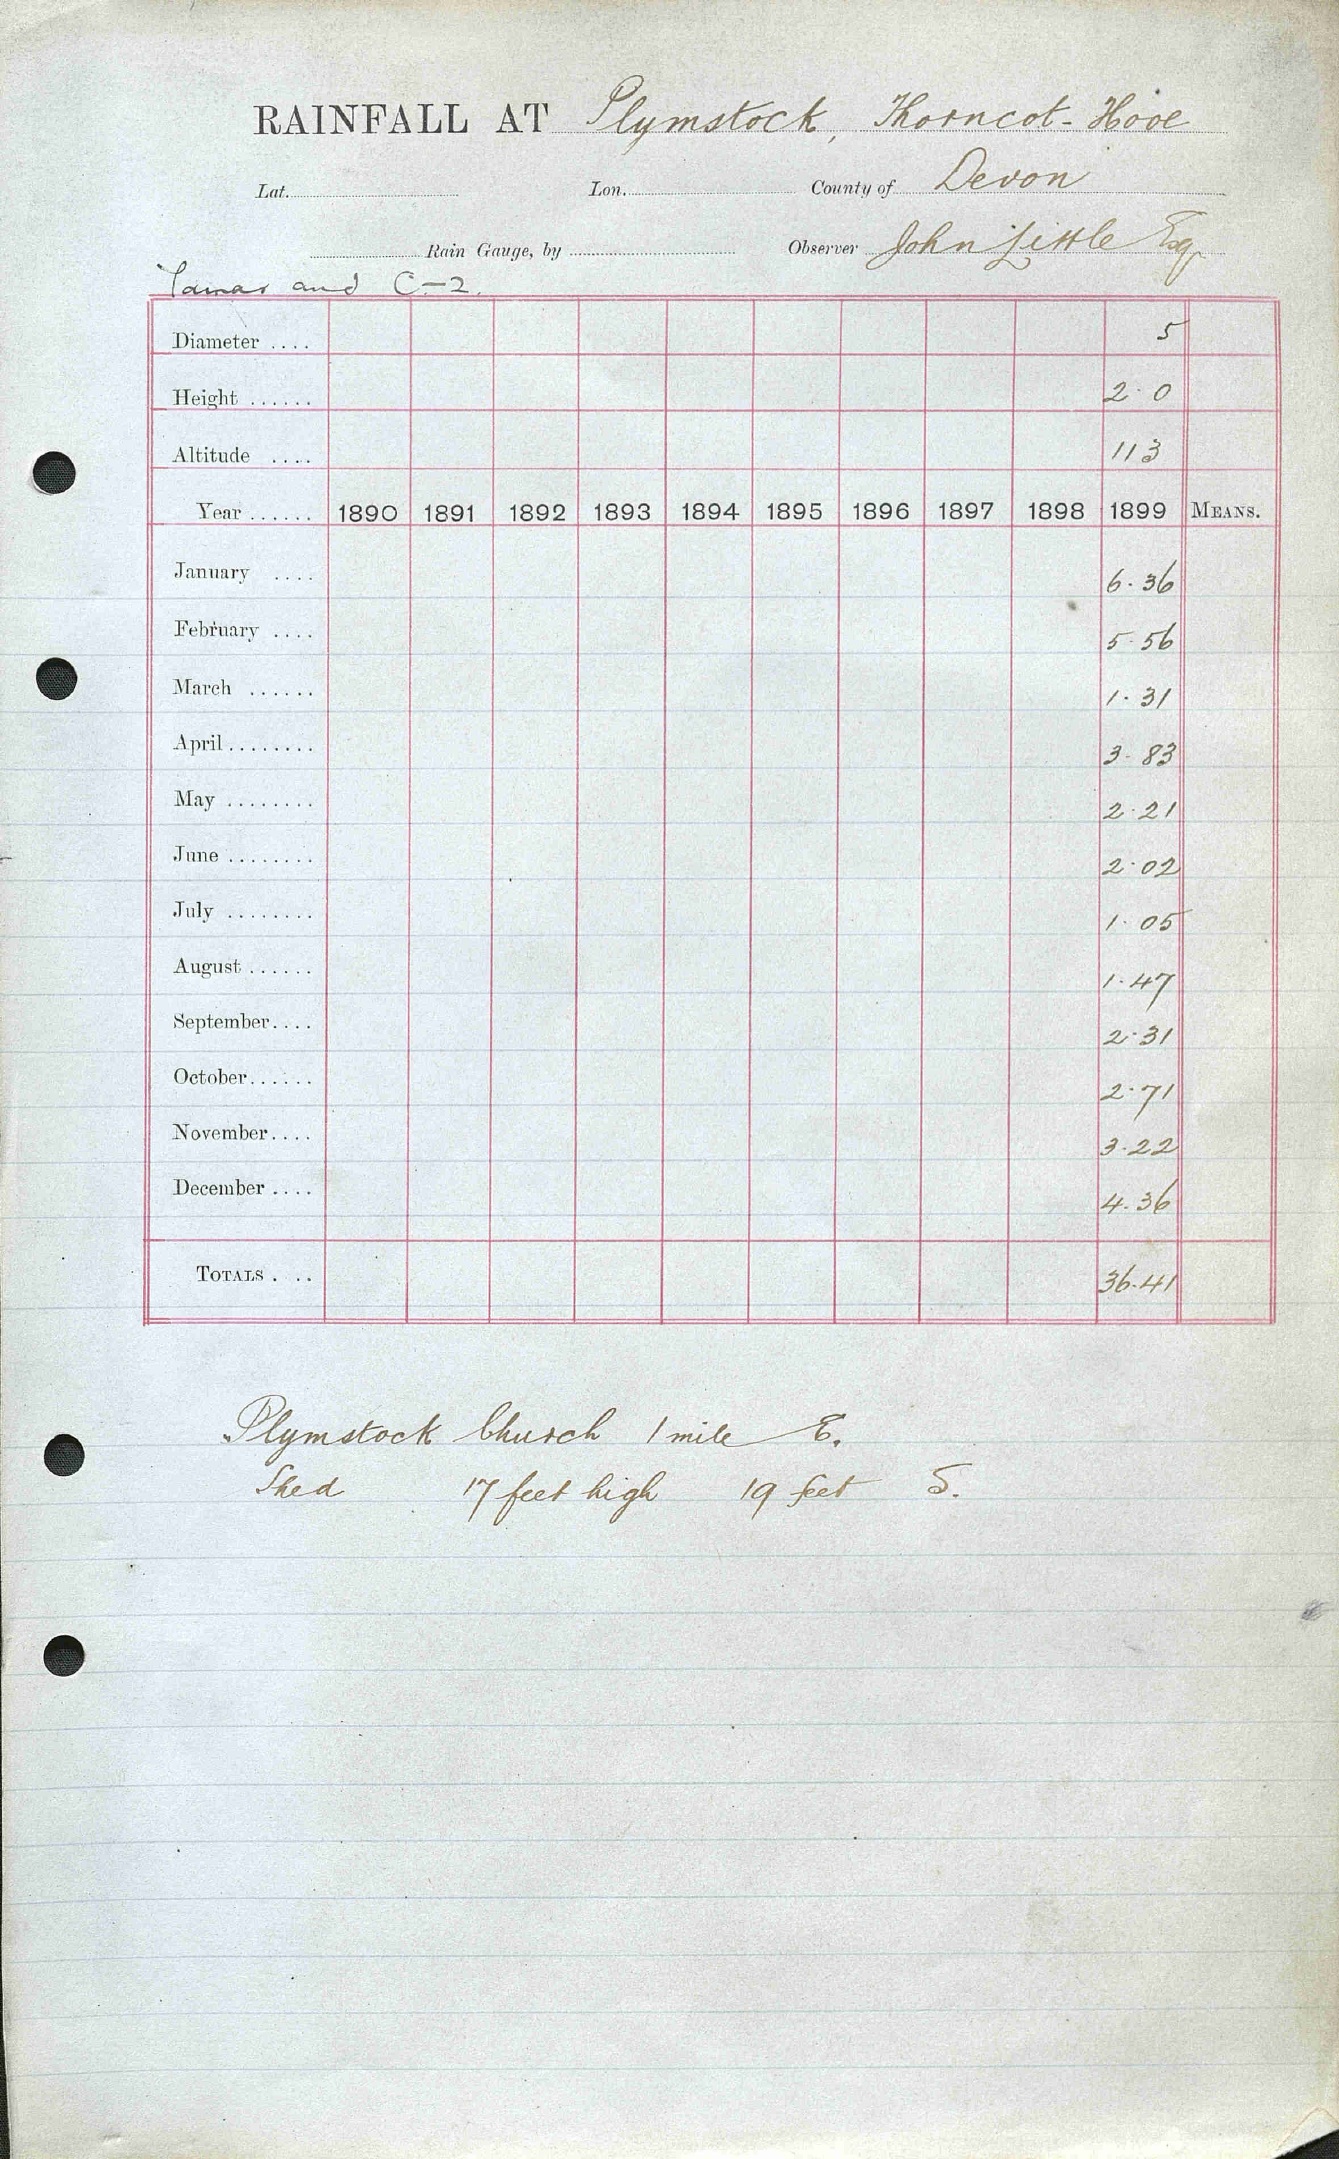 RAINFALL AT Plymstock, Thorncot-Hooe
Lat. Lon. County of Devon
Rain Gauge, by Observer John Little Esq
Tamar and C-2.
Diameter .... 5
Height ...... 2·0
Altitude .... 113
Year ...... 1890 1891 1892 1893 1894 1895 1896 1897 1898 1899 MEANS.
January .... 6·36
February .... 5·56
March ...... 1·31
April ........ 3·83
May ........ 2·21
June ........ 2·02
July ........ 1·05
August ...... 1·47
September.... 2·31
October...... 2·71
November.... 3·22
December .... 4·36
TOTALS . .. 36·41
Plymstock Church 1 mile E.
Shed 17 feet high 19 feet S.